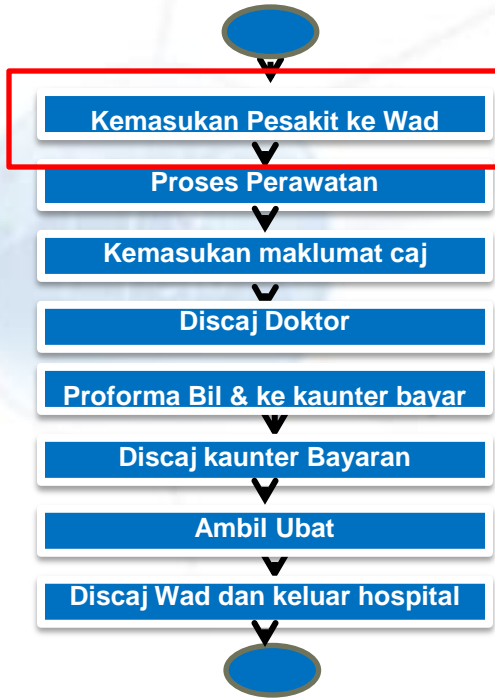 Kemasukan Pesakit ke Wad
Proses Perawatan
Kemasukan maklumat caj
Discaj Doktor
Proforma Bil & ke kaunter bayar
Discaj kaunter Bayaran
Ambil Ubat
Discaj Wad dan keluar hospital